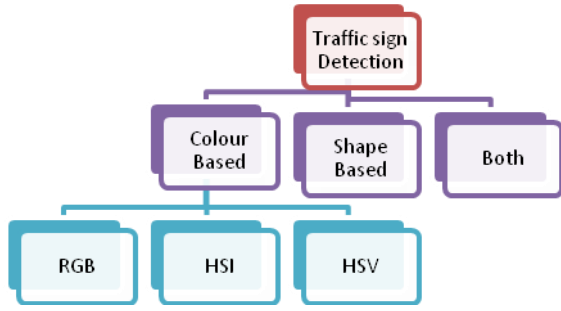 Traffic sign
Detection
Colour
Based
Shape
Based
Both
RGB
HSI
HSV